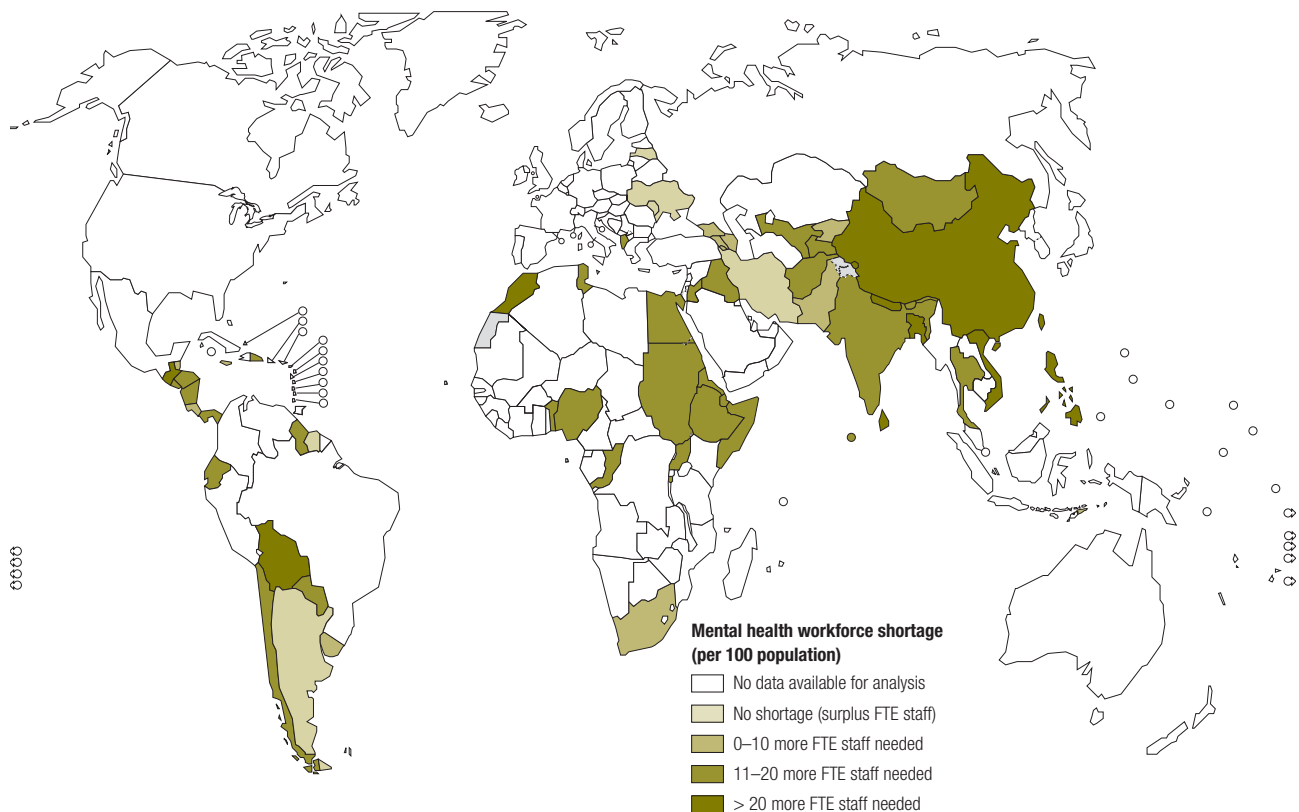 Mental health workforce shortage
(per 100 population)
No data available for analysis
No shortage (surplus FTE staff)
0–10 more FTE staff needed
11–20 more FTE staff needed
> 20 more FTE staff needed